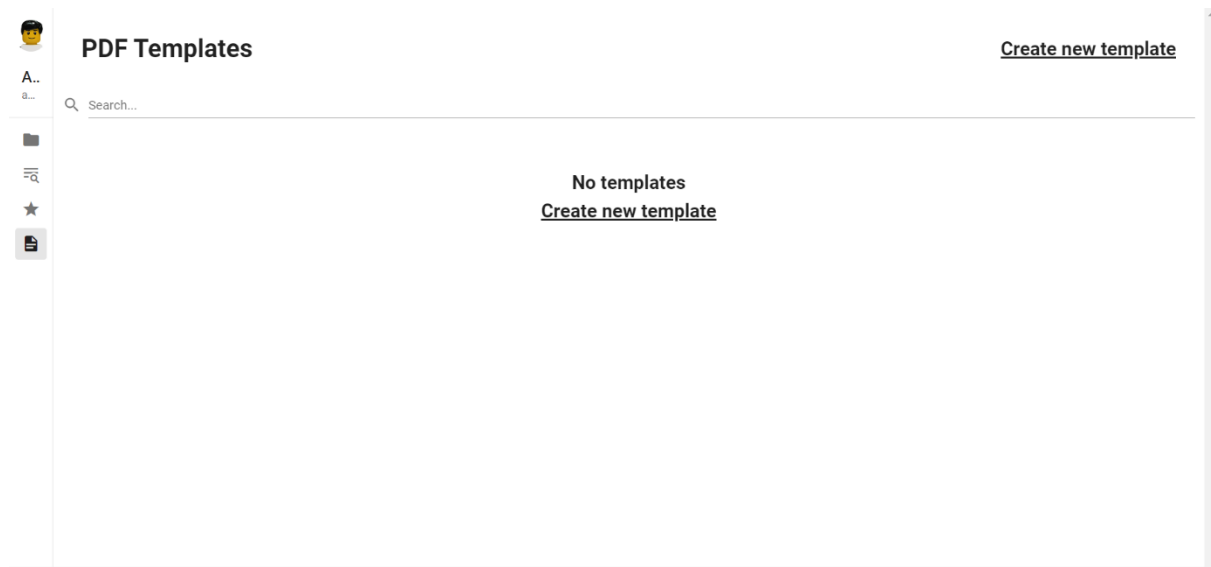 PDF Templates
Create new template
A..
a...
Search...
No templates
Create new template